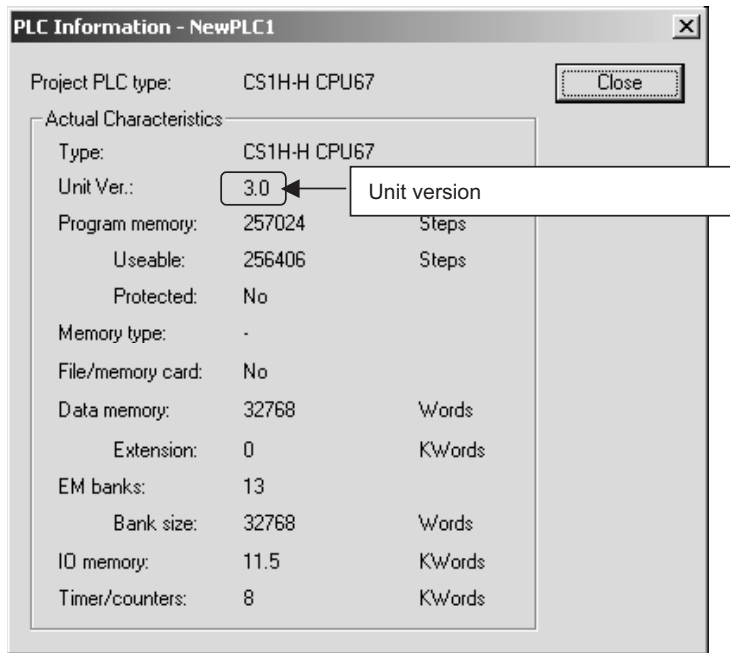 PLC Information - NewPLC1
Project PLC type: CS1H-H CPU67 Close
Actual Characteristics
Type: CS1H-H CPU67
Unit Ver.: 3.0 Unit version
Program memory: 257024 Steps
Useable: 256406 Steps
Protected: No
Memory type: -
File/memory card: No
Data memory: 32768 Words
Extension: 0 KWords
EM banks: 13
Bank size: 32768 Words
IO memory: 11.5 KWords
Timer/counters: 8 KWords